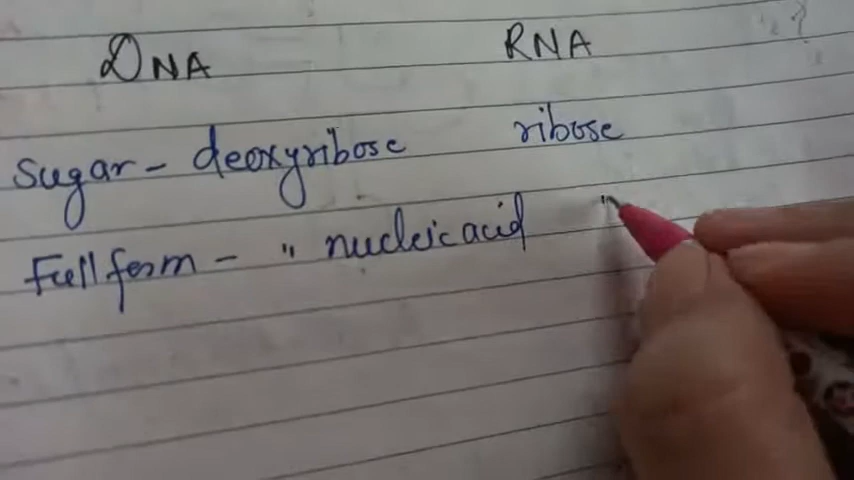 DNA RNA
Sugar - deoxyribose ribose
Full form - " nucleic acid "